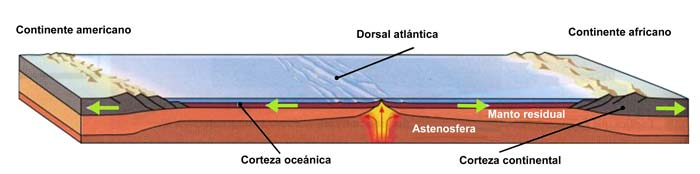 Continente americano
Dorsal atlántica
Continente africano
Manto residual
Astenosfera
Corteza oceánica
Corteza continental